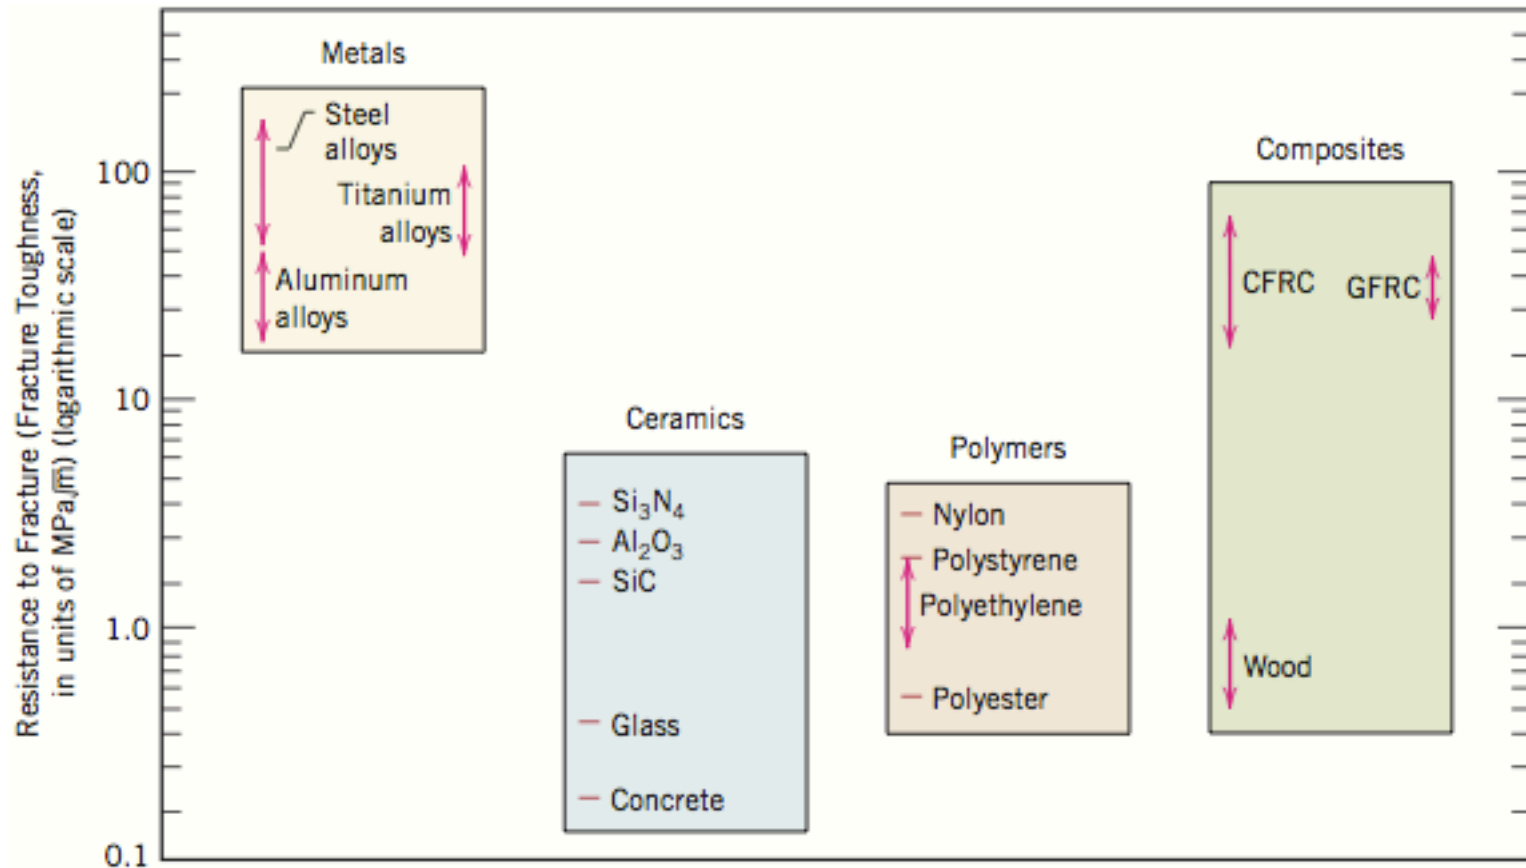 Resistance to Fracture (Fracture Toughness,
in units of MPa√m) (logarithmic scale)
100
10
1.0
0.1
Metals
Steel
alloys
Titanium
alloys
Aluminum
alloys
Ceramics
Si₃N₄
Al₂O₃
SiC
Glass
Concrete
Polymers
Nylon
Polystyrene
Polyethylene
Polyester
Composites
CFRC
GFRC
Wood